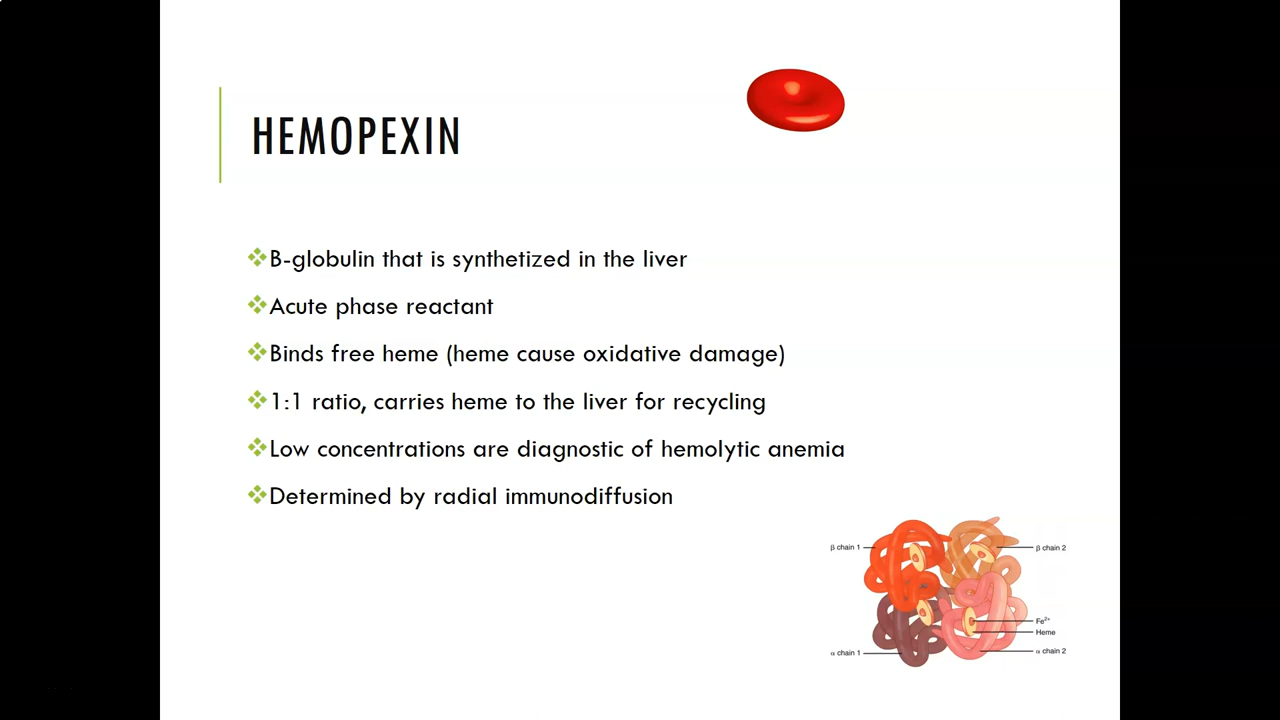 HEMOPEXIN
B-globulin that is synthetized in the liver
Acute phase reactant
Binds free heme (heme cause oxidative damage)
1:1 ratio, carries heme to the liver for recycling
Low concentrations are diagnostic of hemolytic anemia
Determined by radial immunodiffusion
β chain 1
β chain 2
Fe²⁺
Heme
α chain 1
α chain 2